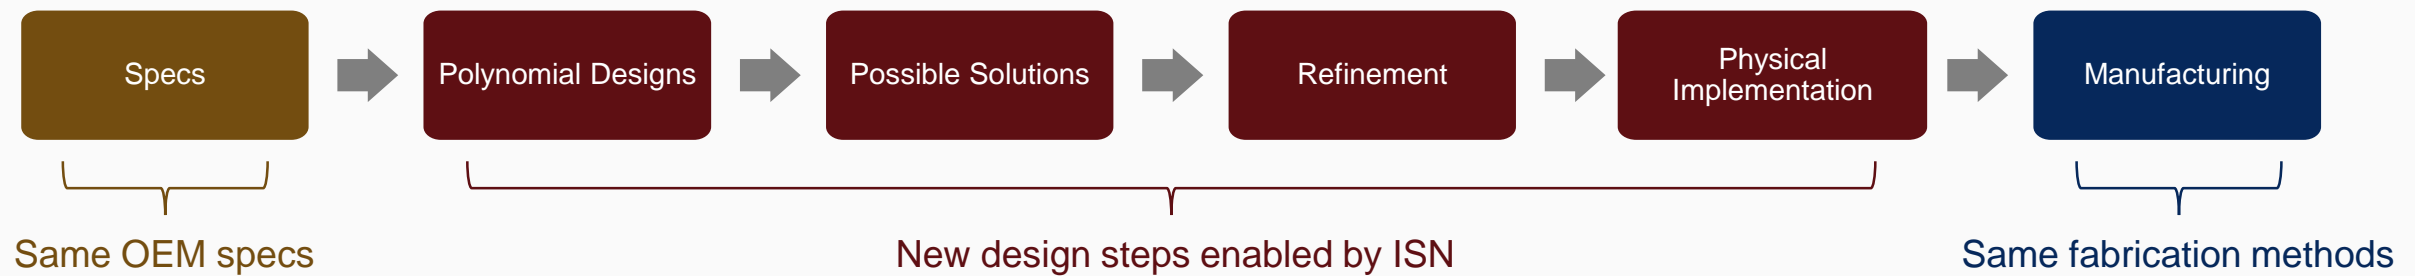 Specs
Polynomial Designs
Possible Solutions
Refinement
Physical
Implementation
Manufacturing
Same OEM specs
New design steps enabled by ISN
Same fabrication methods